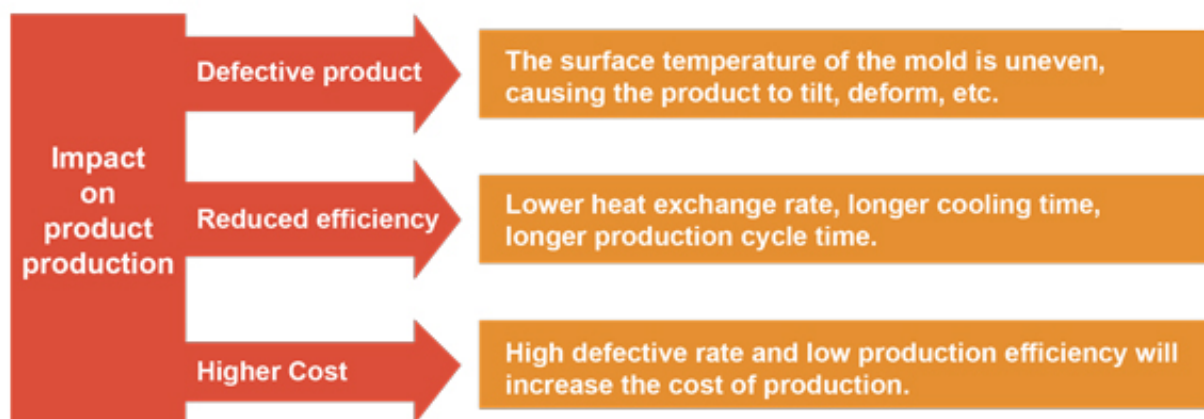 Impact
on
product
production
Defective product
The surface temperature of the mold is uneven,
causing the product to tilt, deform, etc.
Reduced efficiency
Lower heat exchange rate, longer cooling time,
longer production cycle time.
Higher Cost
High defective rate and low production efficiency will
increase the cost of production.